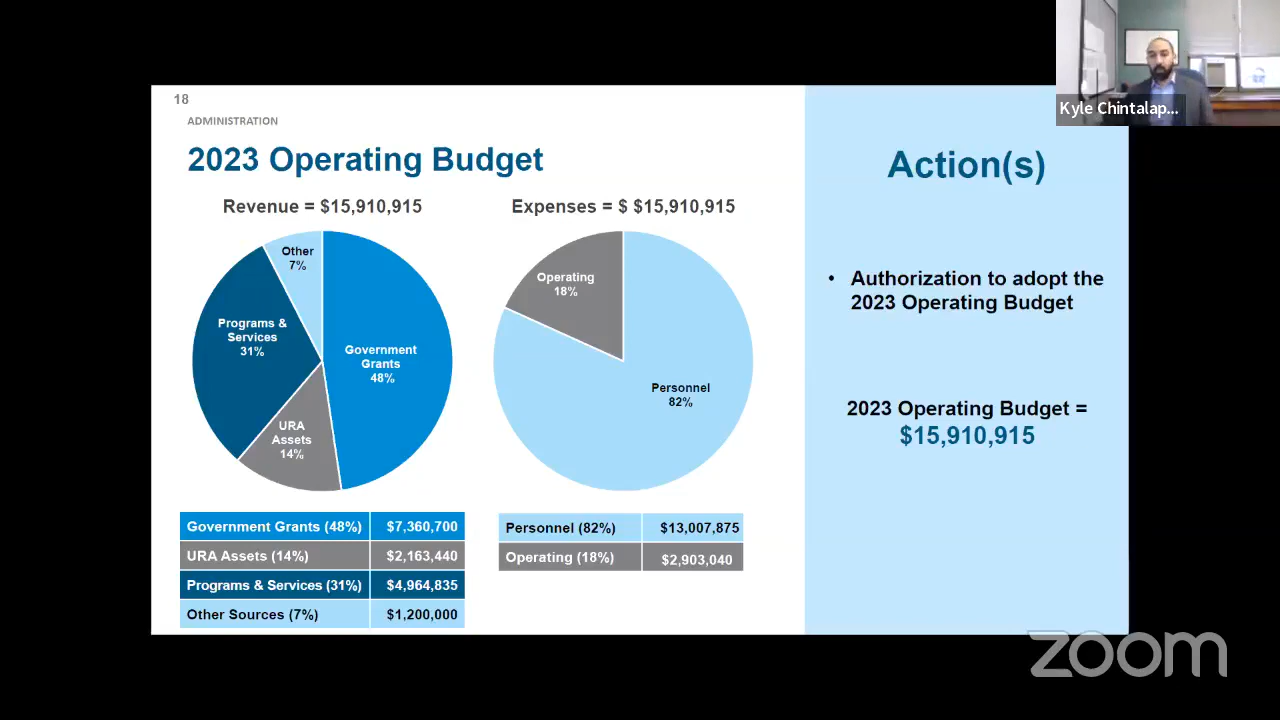 18
ADMINISTRATION
2023 Operating Budget
Revenue = $15,910,915
Expenses = $ $15,910,915
Other
7%
Programs &
Services
31%
Government
Grants
48%
URA
Assets
14%
Operating
18%
Personnel
82%
Government Grants (48%) $7,360,700
URA Assets (14%) $2,163,440
Programs & Services (31%) $4,964,835
Other Sources (7%) $1,200,000
Personnel (82%) $13,007,875
Operating (18%) $2,903,040
Action(s)
• Authorization to adopt the
2023 Operating Budget
2023 Operating Budget =
$15,910,915
Kyle Chintalap...
zoom